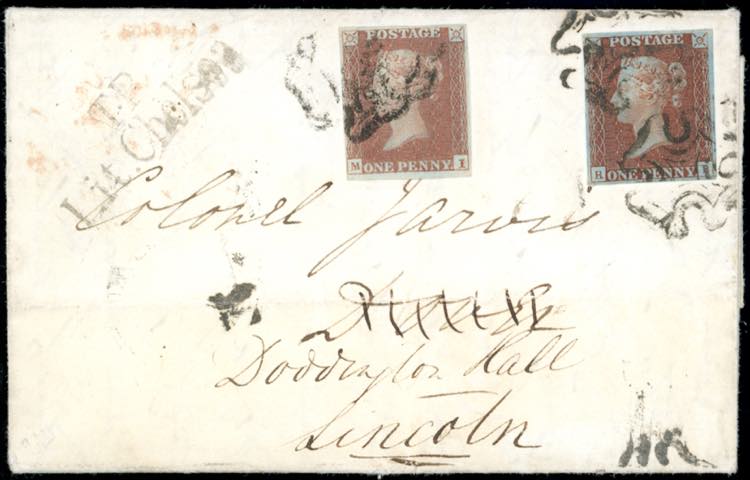 T.P
Lit. Chelsea
POSTAGE
M I
ONE PENNY.
POSTAGE
ONE PENNY.
Colonel Jarvis
Doddington Hall
Lincoln